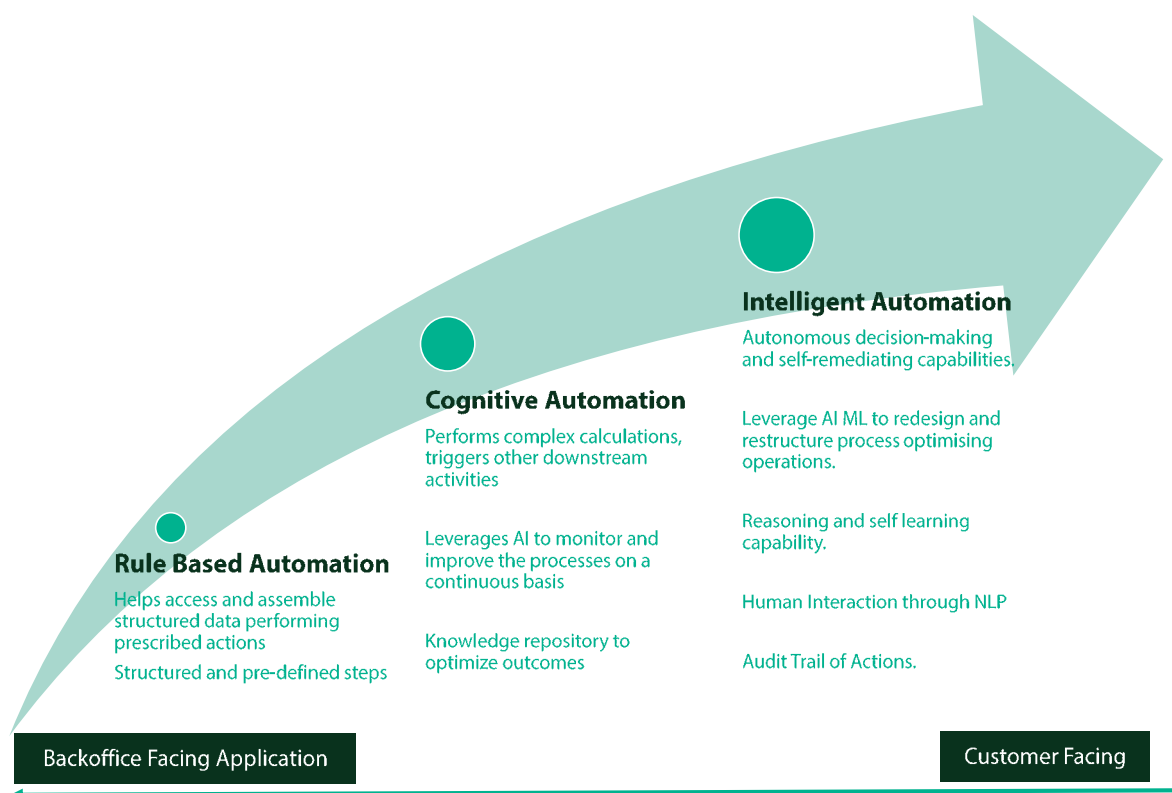 Intelligent Automation
Autonomous decision-making
and self-remediating capabilities.
Leverage AI ML to redesign and
restructure process optimising
operations.
Reasoning and self learning
capability.
Human Interaction through NLP
Audit Trail of Actions.
Cognitive Automation
Performs complex calculations,
triggers other downstream
activities
Leverages AI to monitor and
improve the processes on a
continuous basis
Knowledge repository to
optimize outcomes
Rule Based Automation
Helps access and assemble
structured data performing
prescribed actions
Structured and pre-defined steps
Backoffice Facing Application
Customer Facing